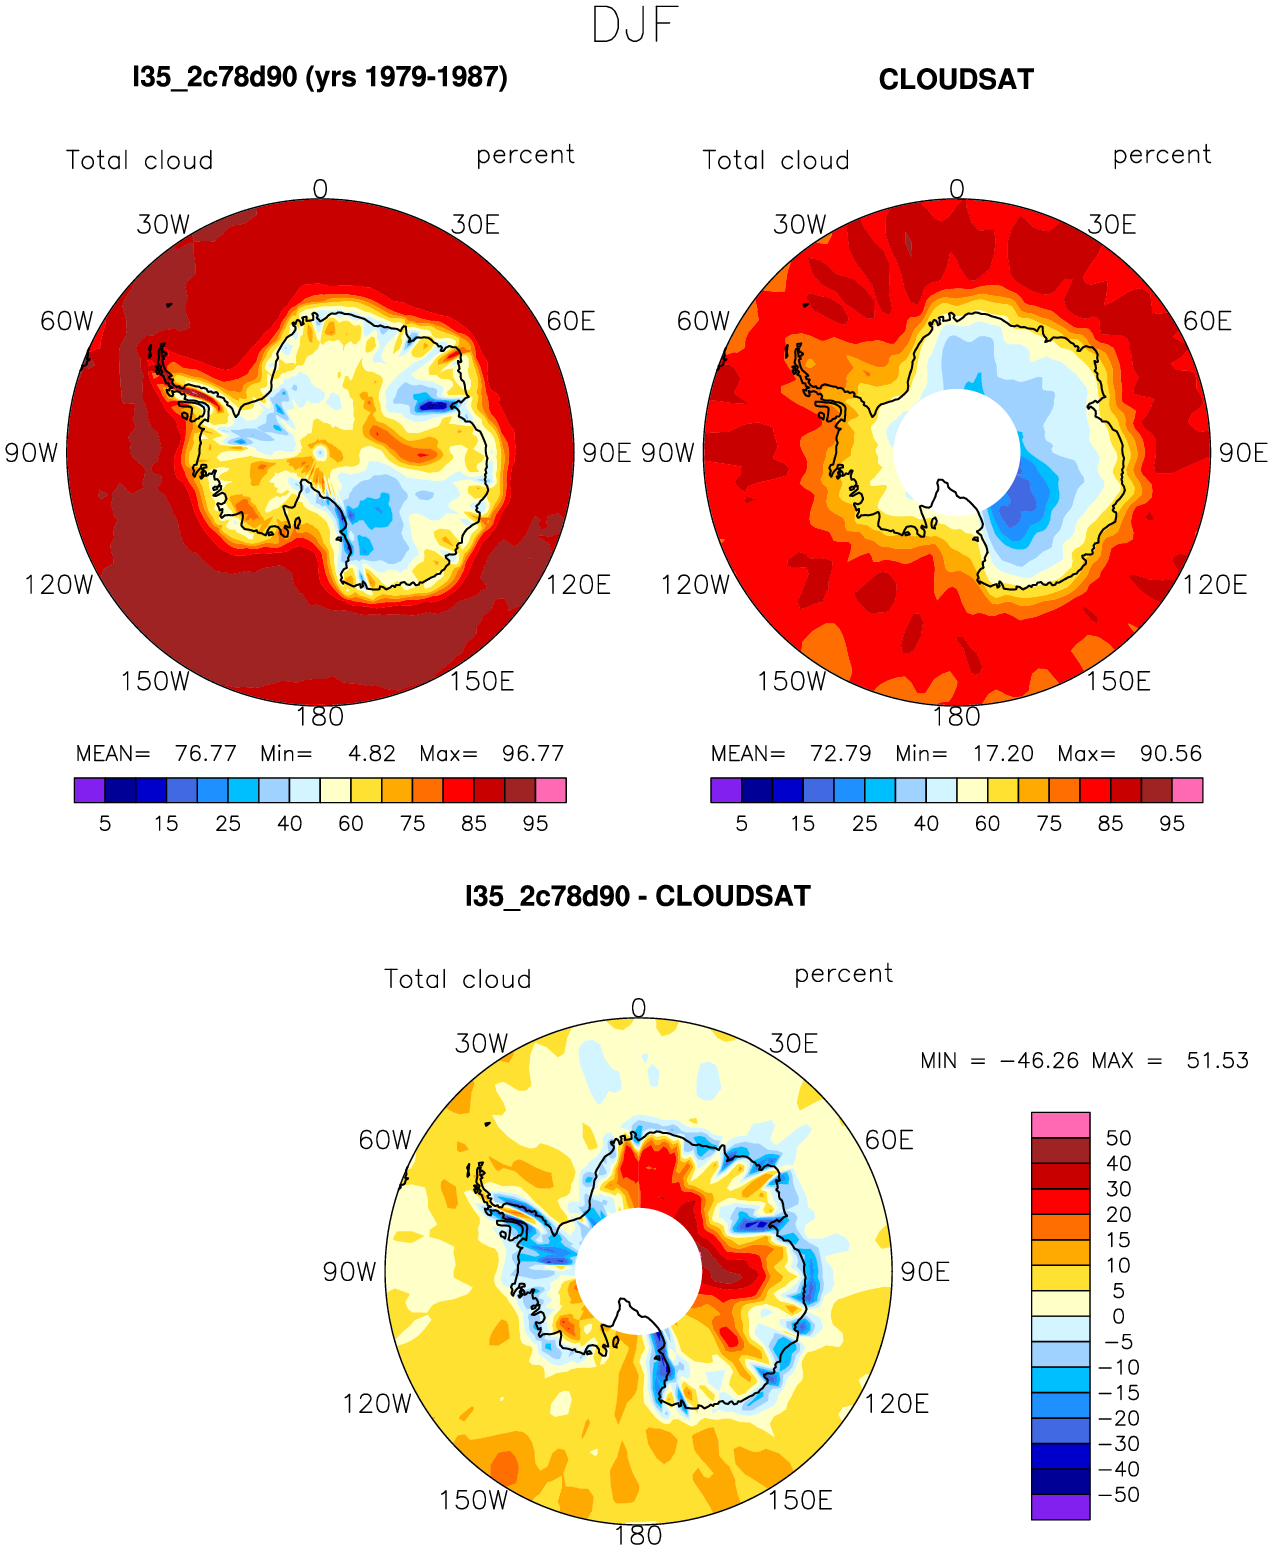 DJF
I35_2c78d90 (yrs 1979-1987)
Total cloud percent
0
30W 30E
60W 60E
90W 90E
120W 120E
150W 150E
180
MEAN= 76.77 Min= 4.82 Max= 96.77
5 15 25 40 60 75 85 95
CLOUDSAT
Total cloud percent
0
30W 30E
60W 60E
90W 90E
120W 120E
150W 150E
180
MEAN= 72.79 Min= 17.20 Max= 90.56
5 15 25 40 60 75 85 95
I35_2c78d90 - CLOUDSAT
Total cloud percent
0
30W 30E
60W 60E
90W 90E
120W 120E
150W 150E
180
MIN = -46.26 MAX = 51.53
50
40
30
20
15
10
5
0
-5
-10
-15
-20
-30
-40
-50